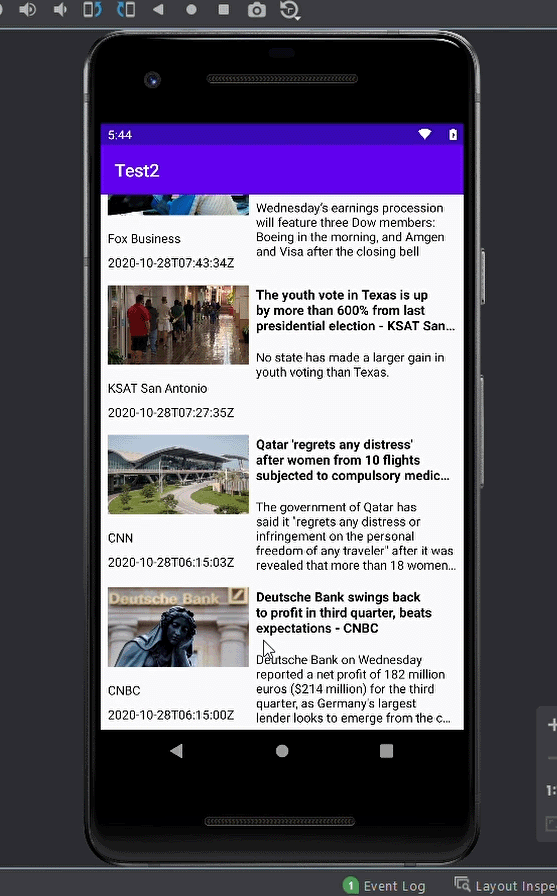 5:44
Test2
Wednesday's earnings procession
will feature three Dow members:
Boeing in the morning, and Amgen
and Visa after the closing bell
Fox Business
2020-10-28T07:43:34Z
The youth vote in Texas is up
by more than 600% from last
presidential election - KSAT San...
No state has made a larger gain in
youth voting than Texas.
KSAT San Antonio
2020-10-28T07:27:35Z
Qatar 'regrets any distress'
after women from 10 flights
subjected to compulsory medic...
The government of Qatar has
said it "regrets any distress or
infringement on the personal
freedom of any traveler" after it was
revealed that more than 18 women...
CNN
2020-10-28T06:15:03Z
Deutsche Bank
Deutsche Bank swings back
to profit in third quarter, beats
expectations - CNBC
Deutsche Bank on Wednesday
reported a net profit of 182 million
euros ($214 million) for the third
quarter, as Germany's largest
lender looks to emerge from the c...
CNBC
2020-10-28T06:15:00Z
1:
1 Event Log
Layout Inspe